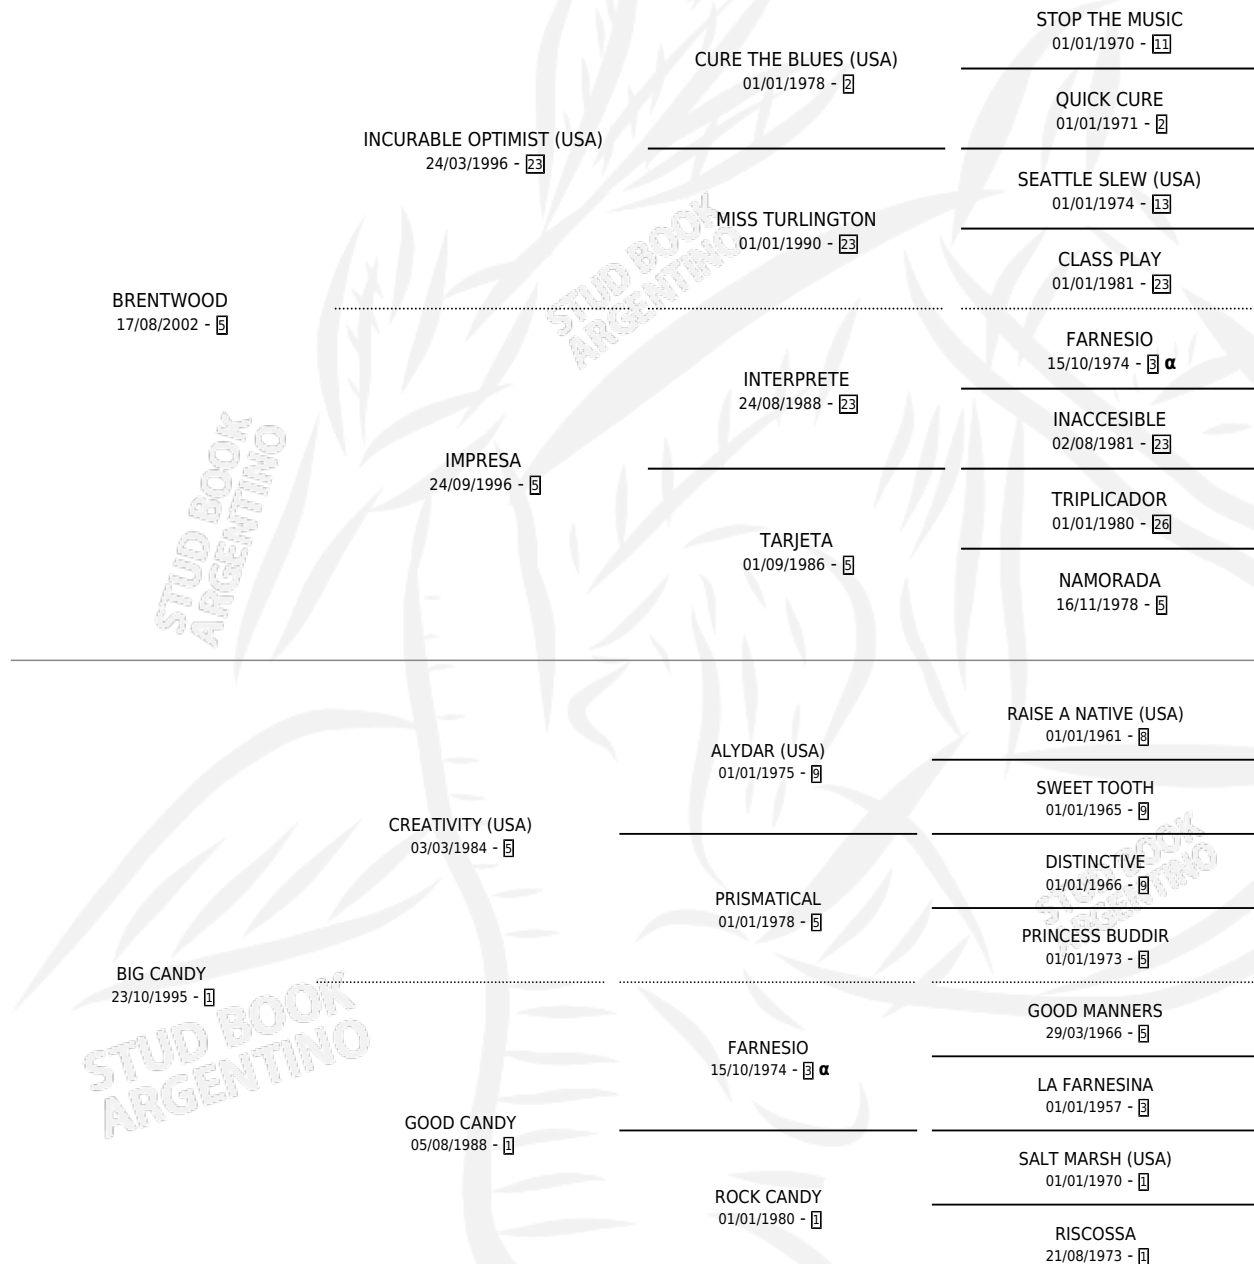 STOP THE MUSIC
01/01/1970 - 11
CURE THE BLUES (USA)
01/01/1978 - 2
QUICK CURE
01/01/1971 - 2
INCURABLE OPTIMIST (USA)
24/03/1996 - 23
SEATTLE SLEW (USA)
01/01/1974 - 13
MISS TURLINGTON
01/01/1990 - 23
CLASS PLAY
01/01/1981 - 23
BRENTWOOD
17/08/2002 - 5
FARNESIO
15/10/1974 - 3 α
INTERPRETE
24/08/1988 - 23
INACCESIBLE
02/08/1981 - 23
IMPRESA
24/09/1996 - 5
TRIPLICADOR
01/01/1980 - 26
TARJETA
01/09/1986 - 5
NAMORADA
16/11/1978 - 5
RAISE A NATIVE (USA)
01/01/1961 - 8
ALYDAR (USA)
01/01/1975 - 9
SWEET TOOTH
01/01/1965 - 9
CREATIVITY (USA)
03/03/1984 - 5
DISTINCTIVE
01/01/1966 - 9
PRISMATICAL
01/01/1978 - 5
PRINCESS BUDDIR
01/01/1973 - 5
BIG CANDY
23/10/1995 - 1
GOOD MANNERS
29/03/1966 - 5
FARNESIO
15/10/1974 - 3 α
LA FARNESINA
01/01/1957 - 3
GOOD CANDY
05/08/1988 - 1
SALT MARSH (USA)
01/01/1970 - 1
ROCK CANDY
01/01/1980 - 1
RISCOSSA
21/08/1973 - 1
STUD BOOK
ARGENTINO
STUD BOOK
ARGENTINO
STUD BOOK
ARGENTINO
STUD BOOK
ARGENTINO